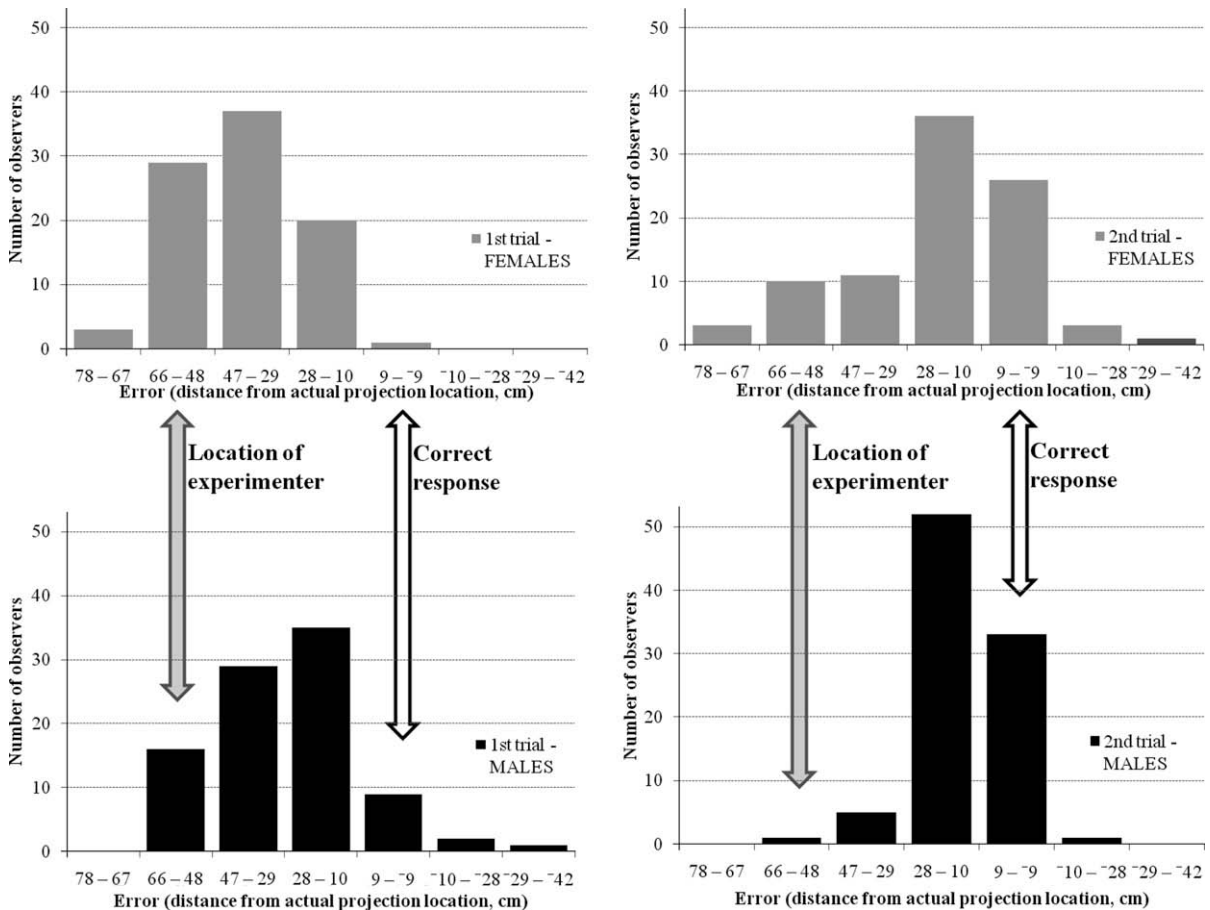 50
40
30
20
10
0
Number of observers
1st trial -
FEMALES
78 – 67 66 – 48 47 – 29 28 – 10 9 – ⁻9 ⁻10 – ⁻28 ⁻29 – ⁻42
Error (distance from actual projection location, cm)
50
40
30
20
10
0
Number of observers
2nd trial -
FEMALES
78 – 67 66 – 48 47 – 29 28 – 10 9 – ⁻9 ⁻10 – ⁻28 ⁻29 – ⁻42
Error (distance from actual projection location, cm)
Location of
experimenter
Correct
response
Location of
experimenter
Correct
response
50
40
30
20
10
0
Number of observers
1st trial -
MALES
78 – 67 66 – 48 47 – 29 28 – 10 9 – ⁻9 ⁻10 – ⁻28 ⁻29 – ⁻42
Error (distance from actual projection location, cm)
50
40
30
20
10
0
Number of observers
2nd trial -
MALES
78 – 67 66 – 48 47 – 29 28 – 10 9 – ⁻9 ⁻10 – ⁻28 ⁻29 – ⁻42
Error (distance from actual projection location, cm)